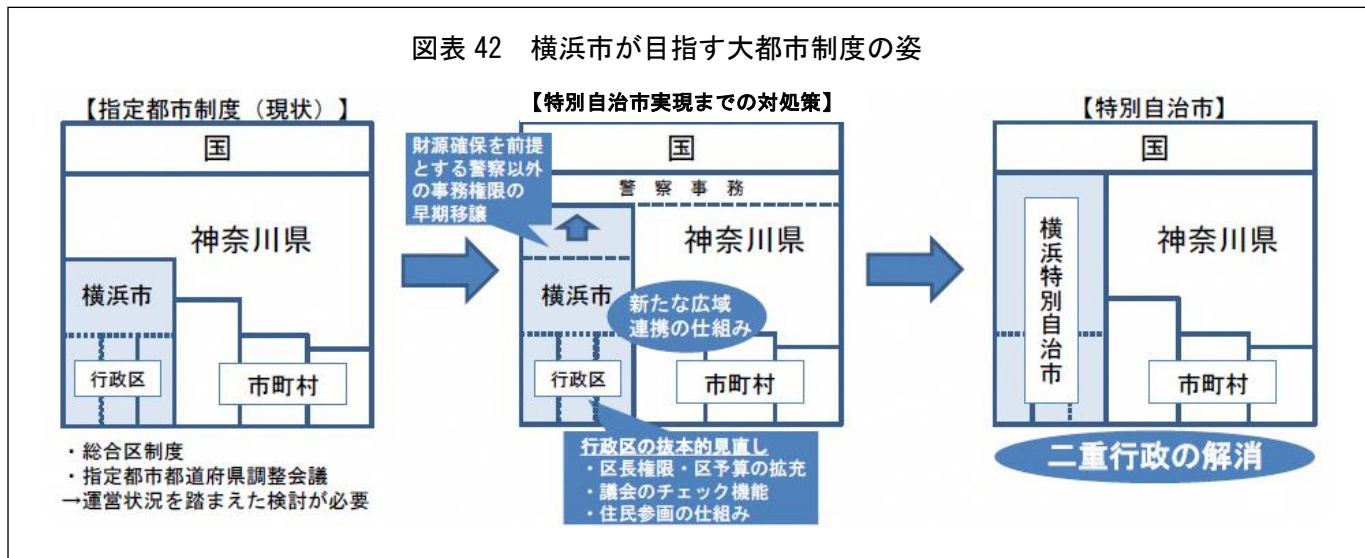 図表 42　横浜市が目指す大都市制度の姿
【指定都市制度（現状）】
国
神奈川県
横浜市
行政区
市町村
・総合区制度
・指定都市都道府県調整会議
→運営状況を踏まえた検討が必要
【特別自治市実現までの対処策】
国
財源確保を前提
とする警察以外
の事務権限の
早期移譲
警察事務
神奈川県
横浜市
新たな広域
連携の仕組み
行政区
市町村
行政区の抜本的見直し
・区長権限・区予算の拡充
・議会のチェック機能
・住民参画の仕組み
【特別自治市】
国
横浜特別自治市
神奈川県
市町村
二重行政の解消